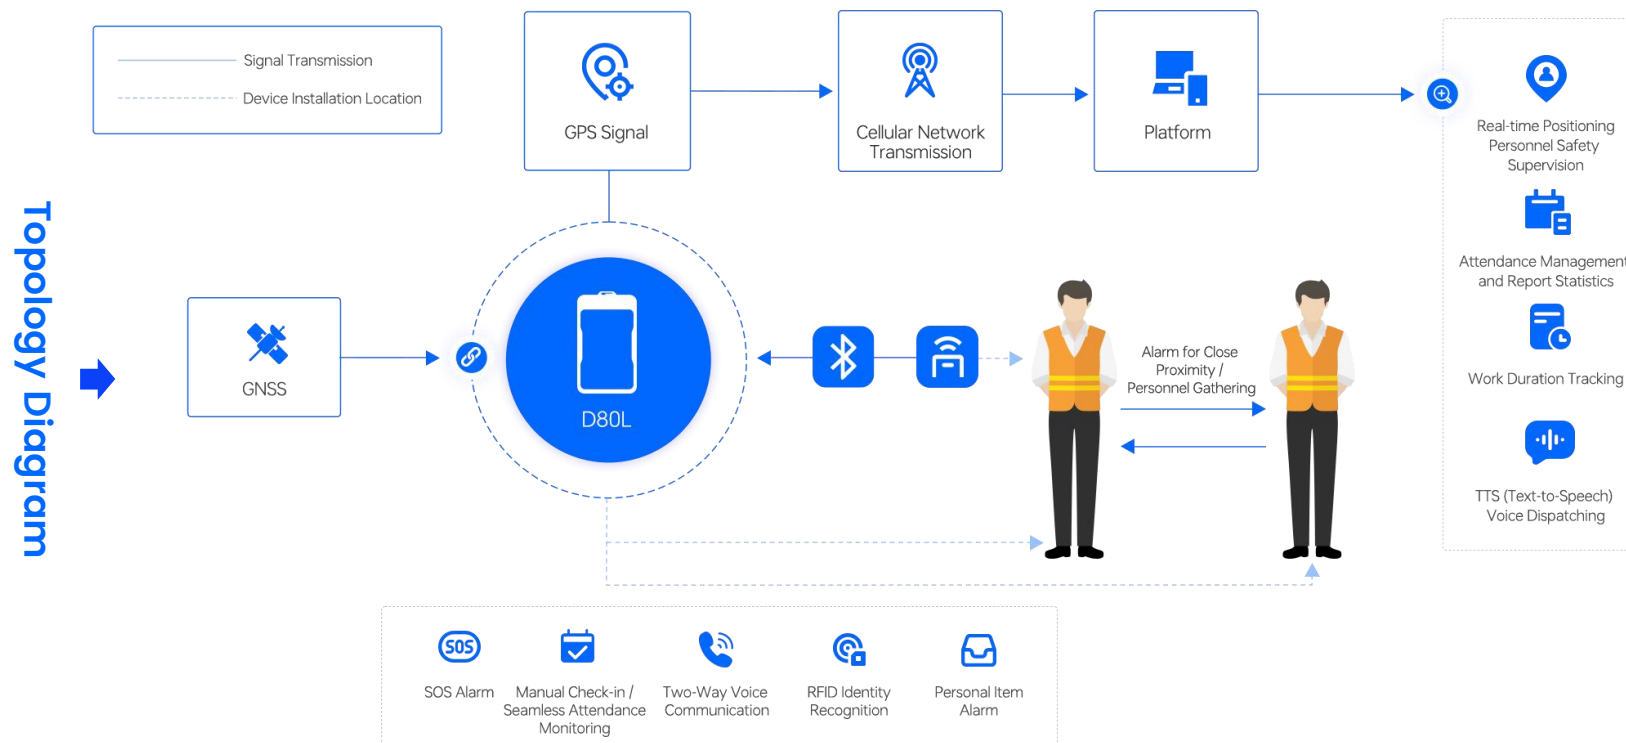 Topology Diagram
Signal Transmission
Device Installation Location
GPS Signal
Cellular Network
Transmission
Platform
Real-time Positioning
Personnel Safety
Supervision
Attendance Management
and Report Statistics
Work Duration Tracking
TTS (Text-to-Speech)
Voice Dispatching
GNSS
D80L
Alarm for Close
Proximity /
Personnel Gathering
SOS
SOS Alarm
Manual Check-in /
Seamless Attendance
Monitoring
Two-Way Voice
Communication
RFID Identity
Recognition
Personal Item
Alarm